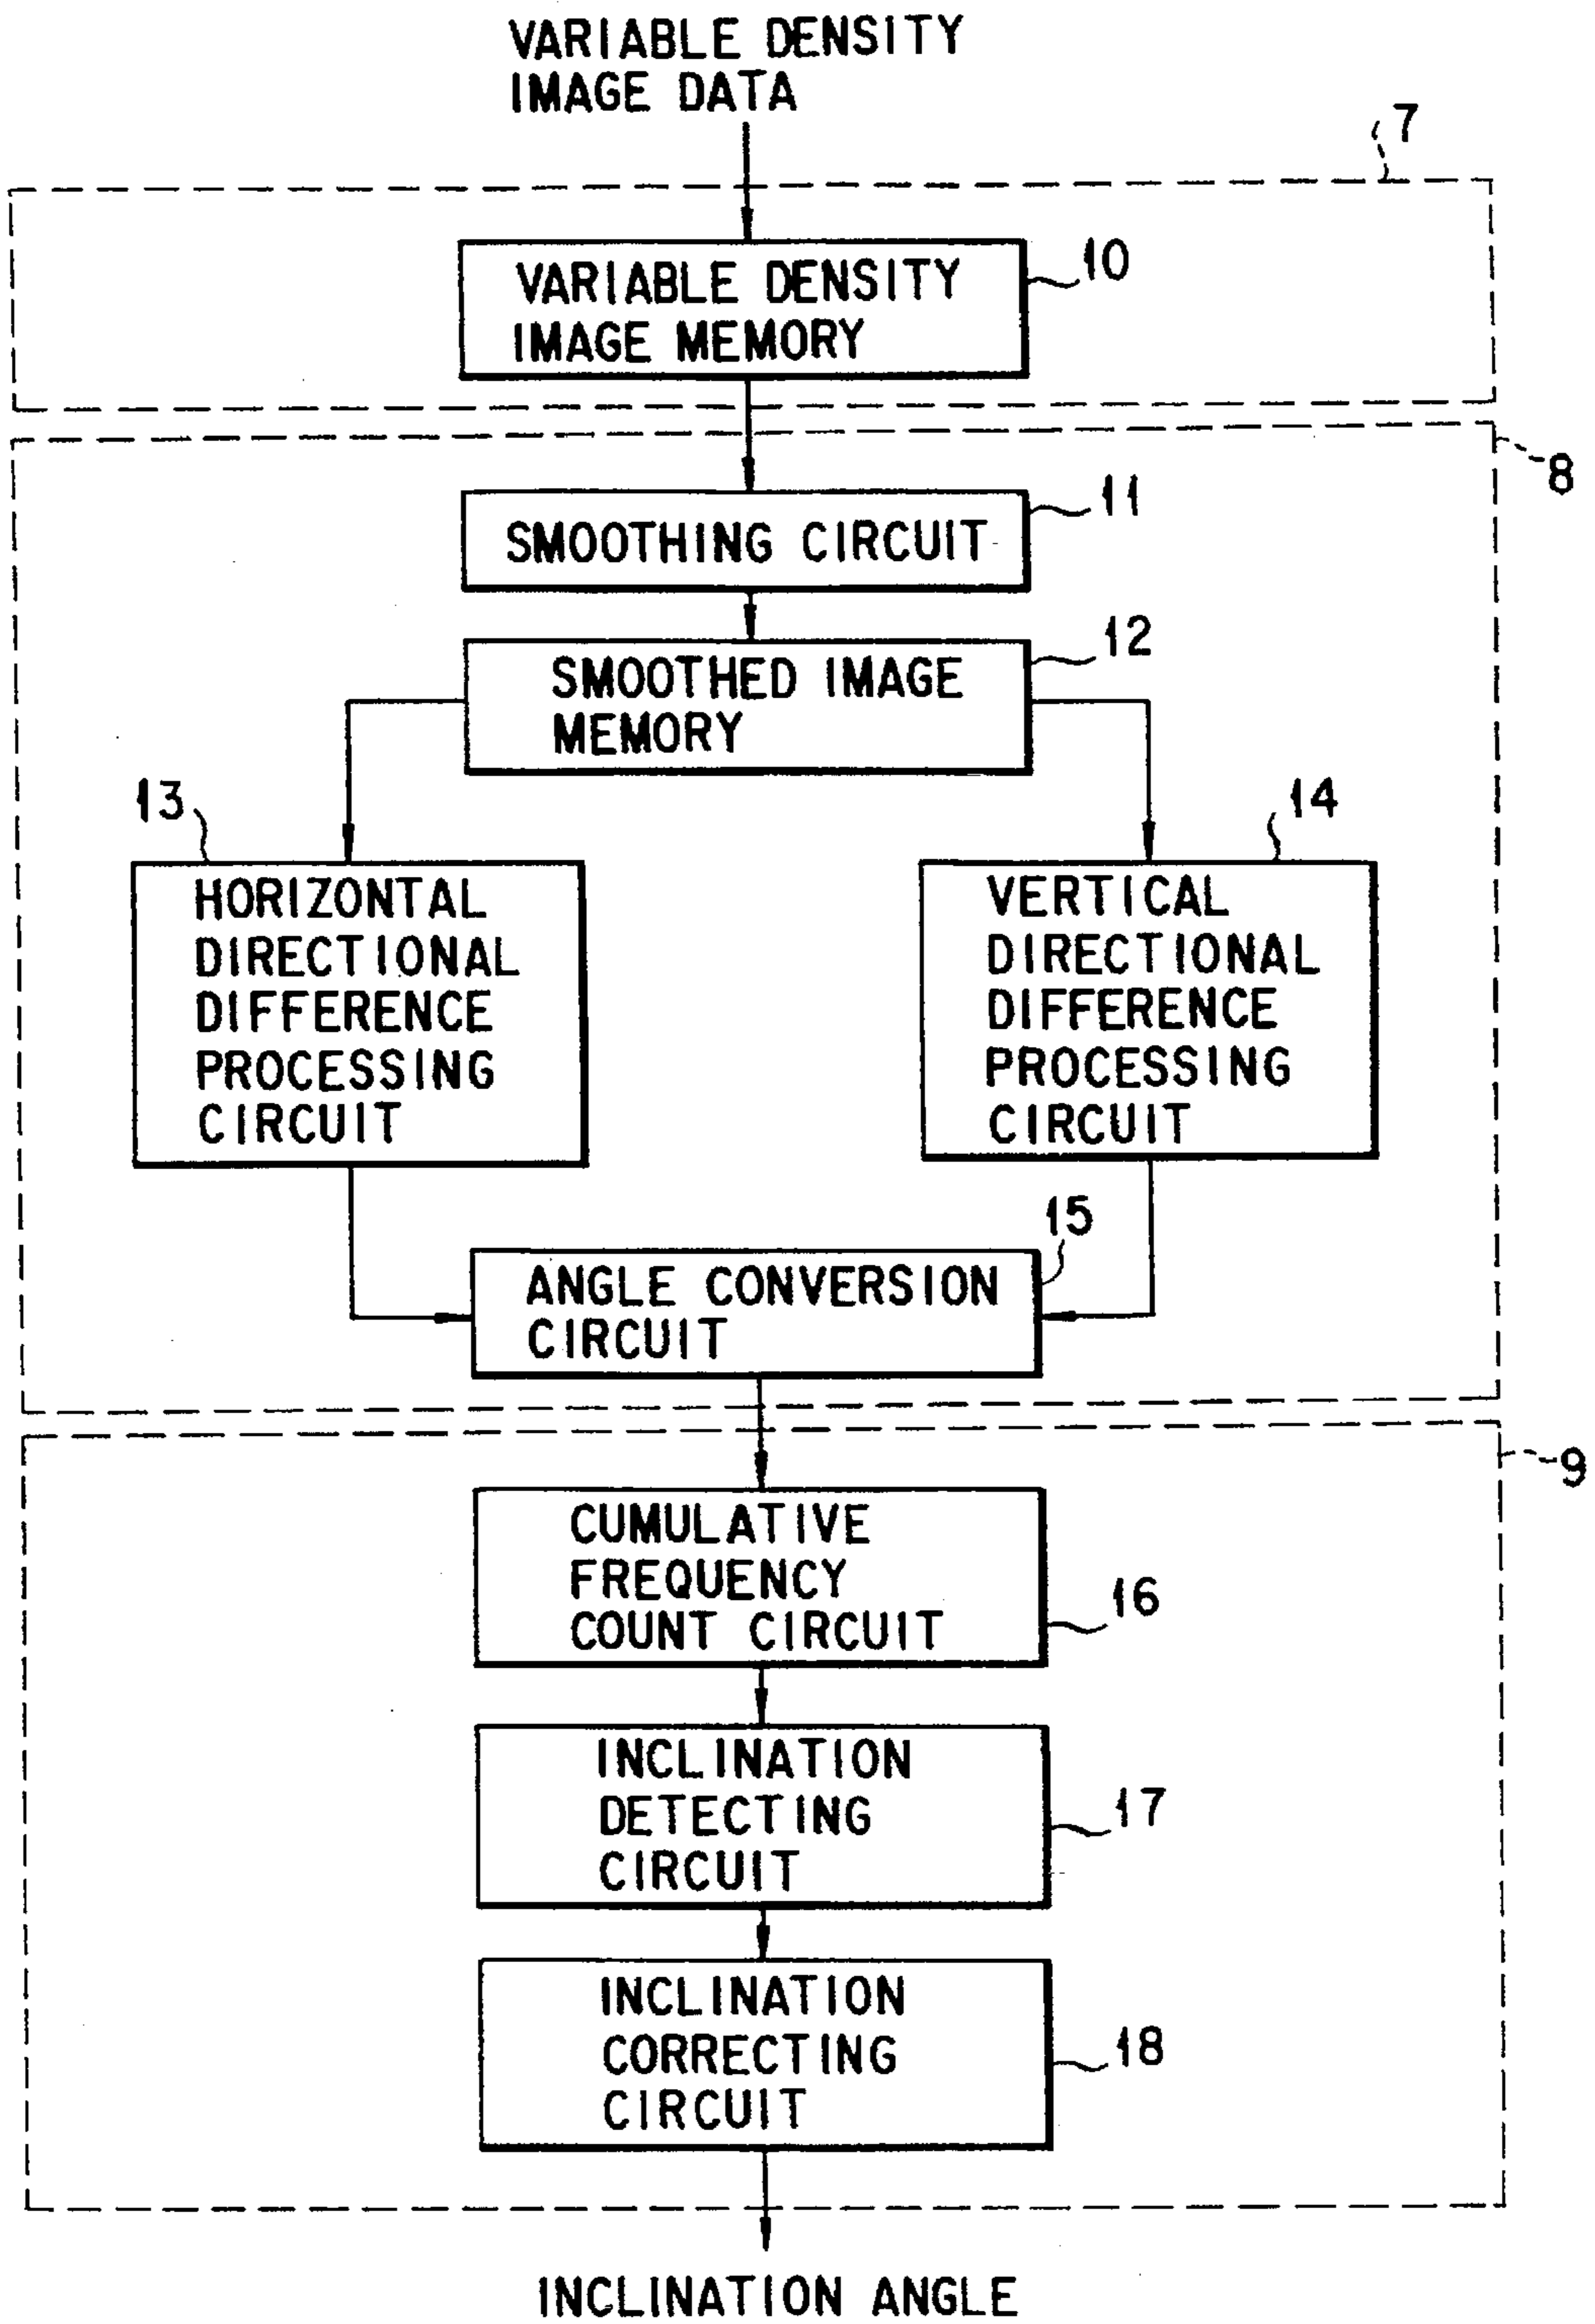 VARIABLE DENSITY
IMAGE DATA
7
VARIABLE DENSITY
IMAGE MEMORY
10
8
SMOOTHING CIRCUIT
11
SMOOTHED IMAGE
MEMORY
12
13
HORIZONTAL
DIRECTIONAL
DIFFERENCE
PROCESSING
CIRCUIT
14
VERTICAL
DIRECTIONAL
DIFFERENCE
PROCESSING
CIRCUIT
15
ANGLE CONVERSION
CIRCUIT
9
CUMULATIVE
FREQUENCY
COUNT CIRCUIT
16
INCLINATION
DETECTING
CIRCUIT
17
INCLINATION
CORRECTING
CIRCUIT
18
INCLINATION ANGLE